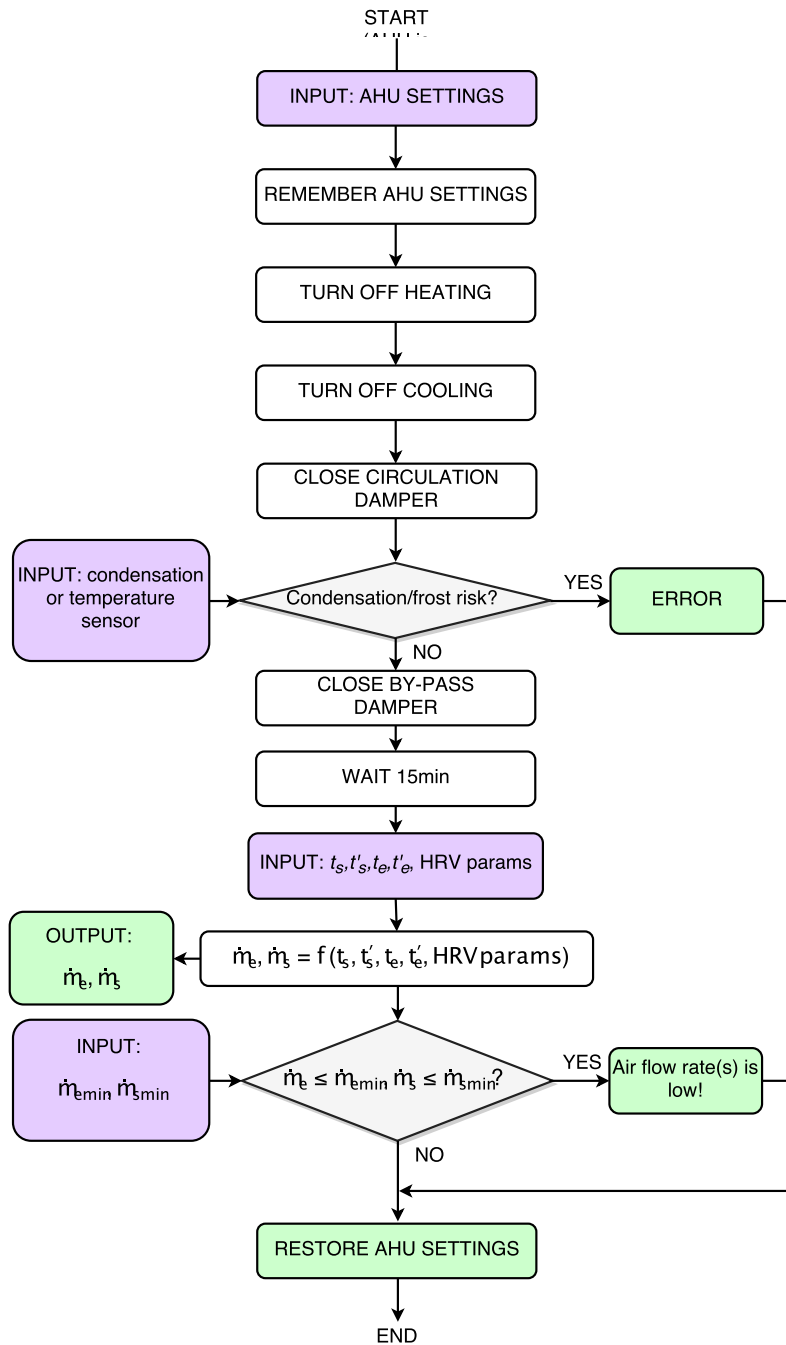 START
INPUT: AHU SETTINGS
REMEMBER AHU SETTINGS
TURN OFF HEATING
TURN OFF COOLING
CLOSE CIRCULATION
DAMPER
INPUT: condensation
or temperature
sensor
Condensation/frost risk?
YES
ERROR
NO
CLOSE BY-PASS
DAMPER
WAIT 15min
INPUT: tₛ,t'ₛ,tₑ,t'ₑ, HRV params
OUTPUT:
ṁₑ, ṁₛ
ṁₑ, ṁₛ = f (tₛ, t′ₛ, tₑ, t′ₑ, HRVparams)
INPUT:
ṁemin, ṁsmin
ṁₑ ≤ ṁemin, ṁₛ ≤ ṁsmin?
YES
Air flow rate(s) is
low!
NO
RESTORE AHU SETTINGS
END